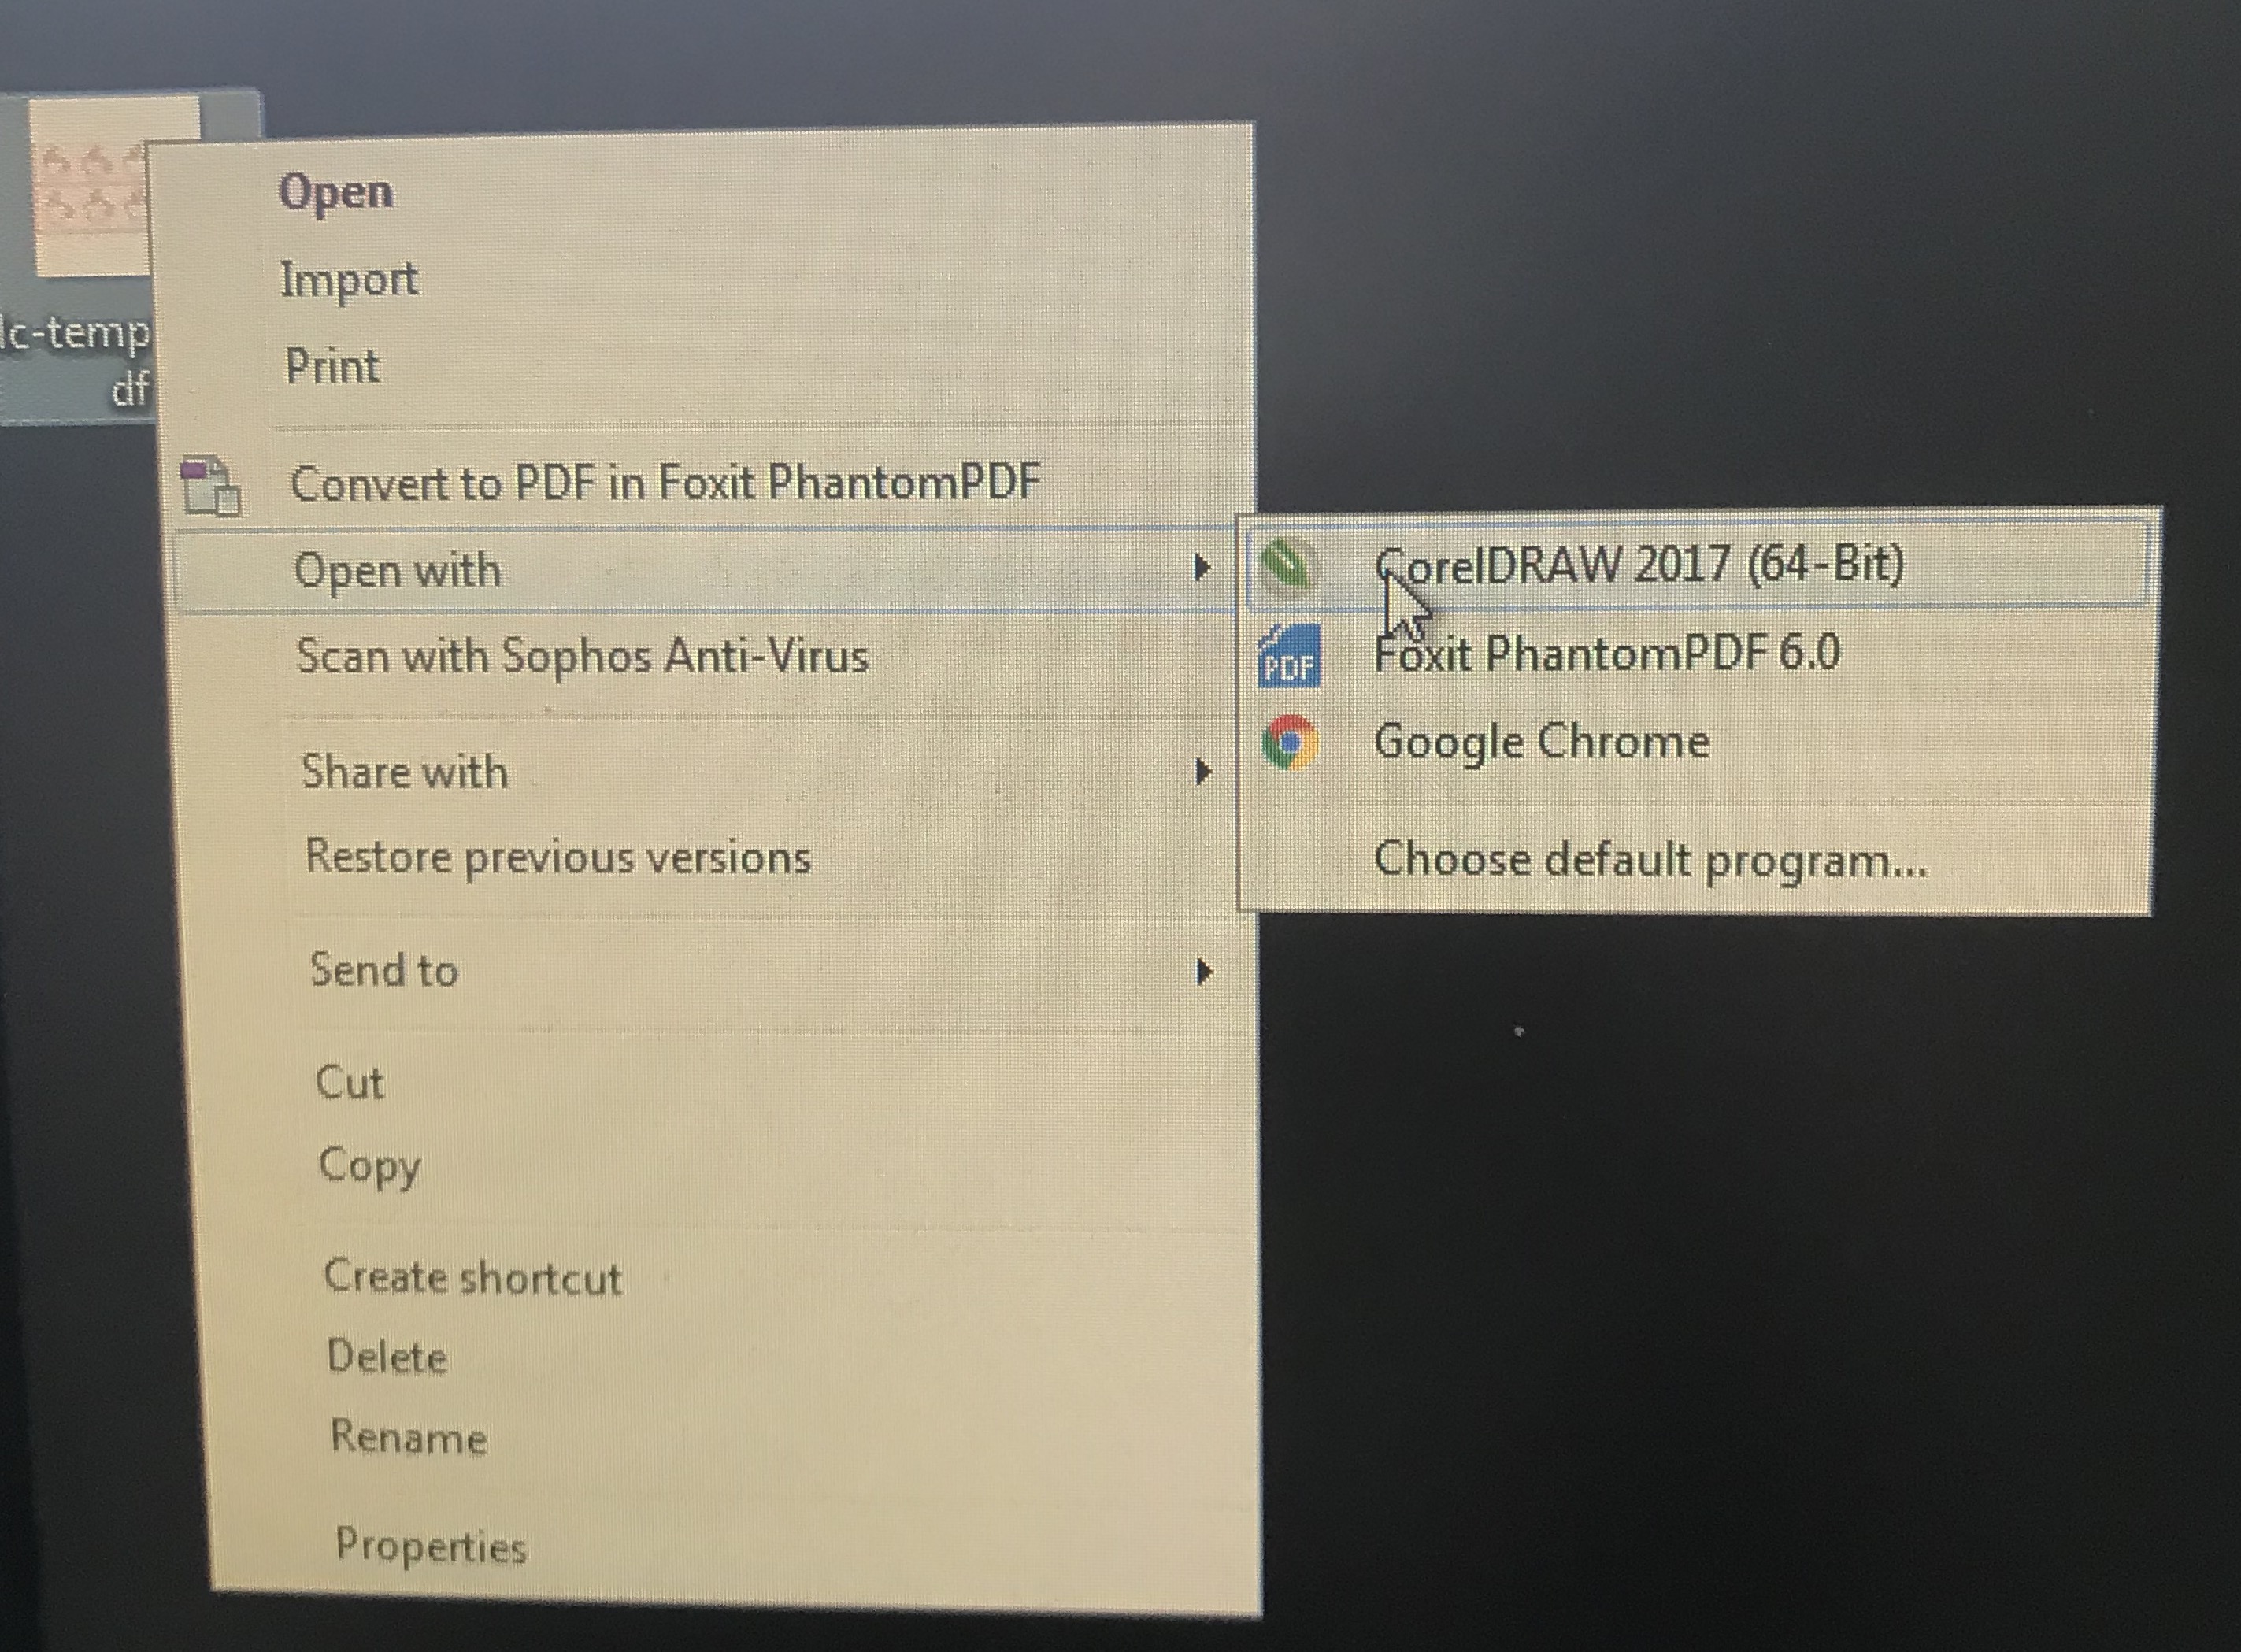 lc-temp
df
Open
Import
Print
Convert to PDF in Foxit PhantomPDF
Open with
Scan with Sophos Anti-Virus
Share with
Restore previous versions
Send to
Cut
Copy
Create shortcut
Delete
Rename
Properties
CorelDRAW 2017 (64-Bit)
PDF
Foxit PhantomPDF 6.0
Google Chrome
Choose default program...